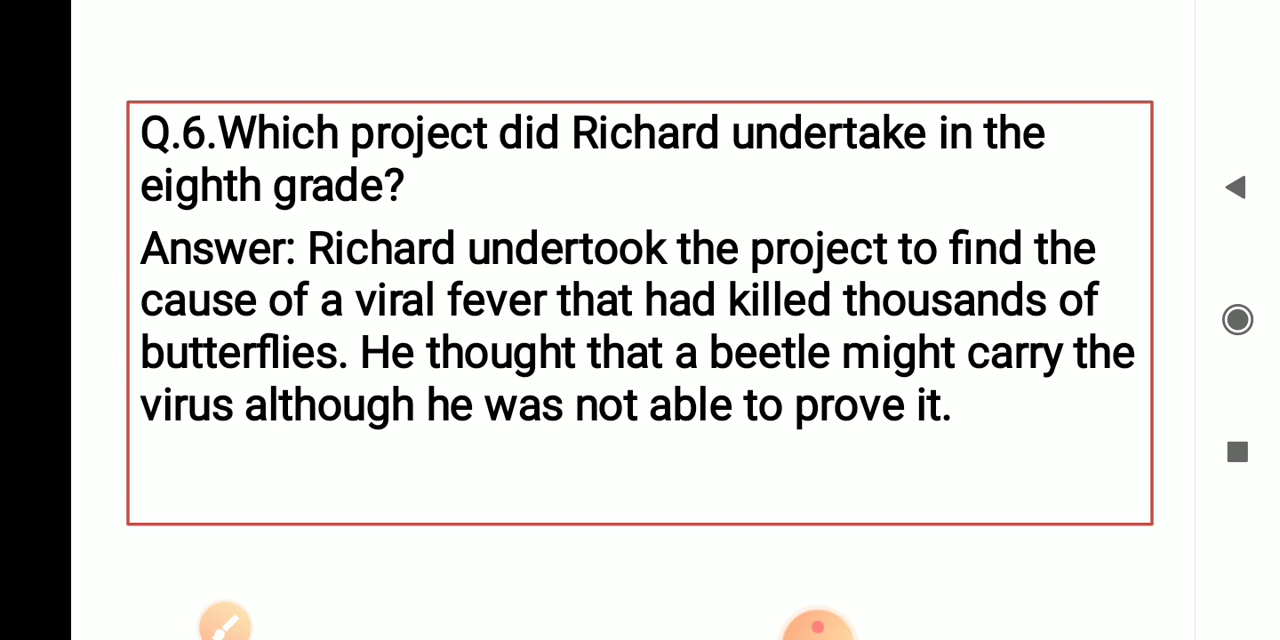 Q.6.Which project did Richard undertake in the
eighth grade?
Answer: Richard undertook the project to find the
cause of a viral fever that had killed thousands of
butterflies. He thought that a beetle might carry the
virus although he was not able to prove it.